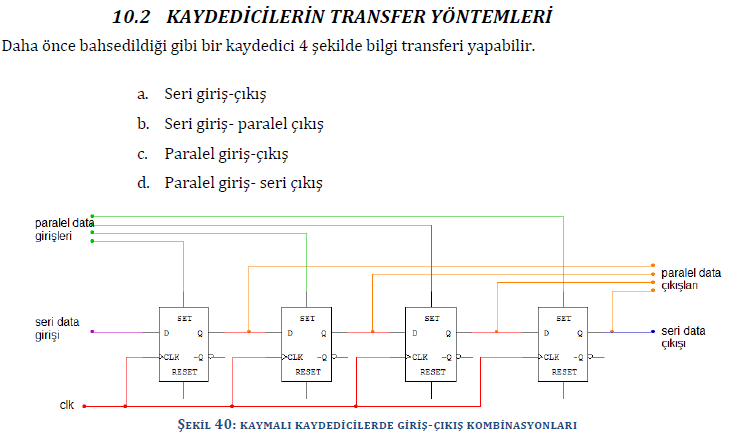 10.2 KAYDEDİCİLERİN TRANSFER YÖNTEMLERİ
Daha önce bahsedildiği gibi bir kaydedici 4 şekilde bilgi transferi yapabilir.
a. Seri giriş-çıkış
b. Seri giriş- paralel çıkış
c. Paralel giriş-çıkış
d. Paralel giriş- seri çıkış
paralel data
girişleri
paralel data
çıkışları
seri data
girişi
SET
D Q
CLK ~Q
RESET
SET
D Q
CLK ~Q
RESET
SET
D Q
CLK ~Q
RESET
SET
D Q
CLK ~Q
RESET
seri data
çıkışı
clk
ŞEKİL 40: KAYMALI KAYDEDİCİLERDE GİRİŞ-ÇIKIŞ KOMBİNASYONLARI